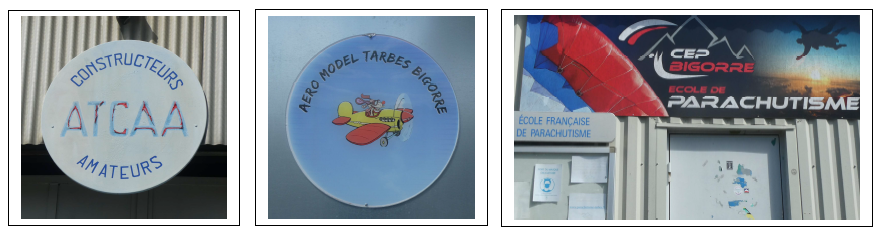 CONSTRUCTEURS
ATCAA
AMATEURS
AERO MODEL TARBES BIGORRE
CEP
BIGORRE
ECOLE DE
PARACHUTISME
ÉCOLE FRANÇAISE
DE PARACHUTISME